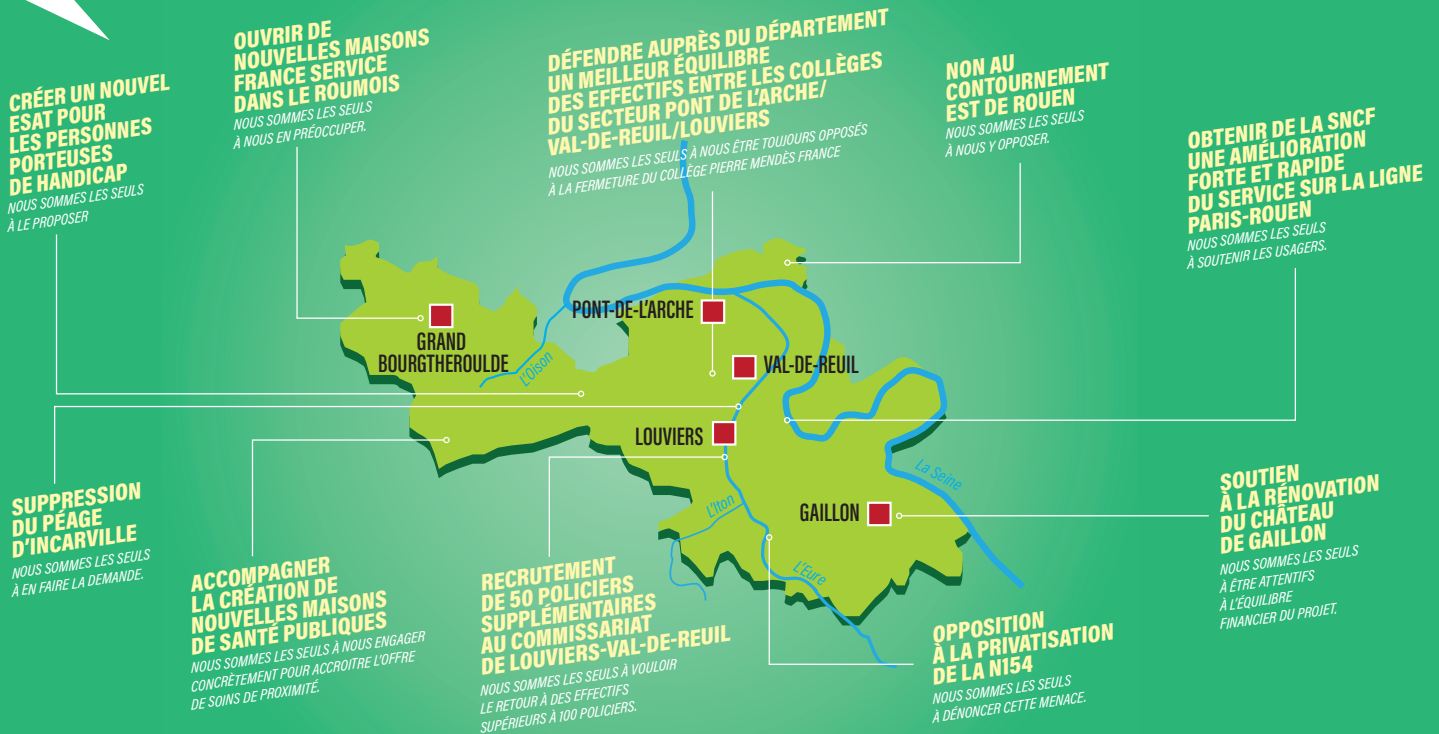 CRÉER UN NOUVEL
ESAT POUR
LES PERSONNES
PORTEUSES
DE HANDICAP
NOUS SOMMES LES SEULS
À LE PROPOSER
OUVRIR DE
NOUVELLES MAISONS
FRANCE SERVICE
DANS LE ROUMOIS
NOUS SOMMES LES SEULS
À NOUS EN PRÉOCCUPER.
DÉFENDRE AUPRÈS DU DÉPARTEMENT
UN MEILLEUR ÉQUILIBRE
DES EFFECTIFS ENTRE LES COLLÈGES
DU SECTEUR PONT DE L'ARCHE/
VAL-DE-REUIL/LOUVIERS
NOUS SOMMES LES SEULS À NOUS ÊTRE TOUJOURS OPPOSÉS
À LA FERMETURE DU COLLÈGE PIERRE MENDÈS FRANCE
NON AU
CONTOURNEMENT
EST DE ROUEN
NOUS SOMMES LES SEULS
À NOUS Y OPPOSER.
OBTENIR DE LA SNCF
UNE AMÉLIORATION
FORTE ET RAPIDE
DU SERVICE SUR LA LIGNE
PARIS-ROUEN
NOUS SOMMES LES SEULS
À SOUTENIR LES USAGERS.
GRAND
BOURGTHEROULDE
L'Oison
PONT-DE-L'ARCHE
VAL-DE-REUIL
LOUVIERS
GAILLON
La Seine
L'Iton
L'Eure
SUPPRESSION
DU PÉAGE
D'INCARVILLE
NOUS SOMMES LES SEULS
À EN FAIRE LA DEMANDE.
ACCOMPAGNER
LA CRÉATION DE
NOUVELLES MAISONS
DE SANTÉ PUBLIQUES
NOUS SOMMES LES SEULS À NOUS ENGAGER
CONCRÈTEMENT POUR ACCROITRE L'OFFRE
DE SOINS DE PROXIMITÉ.
RECRUTEMENT
DE 50 POLICIERS
SUPPLÉMENTAIRES
AU COMMISSARIAT
DE LOUVIERS-VAL-DE-REUIL
NOUS SOMMES LES SEULS À VOULOIR
LE RETOUR À DES EFFECTIFS
SUPÉRIEURS À 100 POLICIERS.
OPPOSITION
À LA PRIVATISATION
DE LA N154
NOUS SOMMES LES SEULS
À DÉNONCER CETTE MENACE.
SOUTIEN
À LA RÉNOVATION
DU CHÂTEAU
DE GAILLON
NOUS SOMMES LES SEULS
À ÊTRE ATTENTIFS
À L'ÉQUILIBRE
FINANCIER DU PROJET.